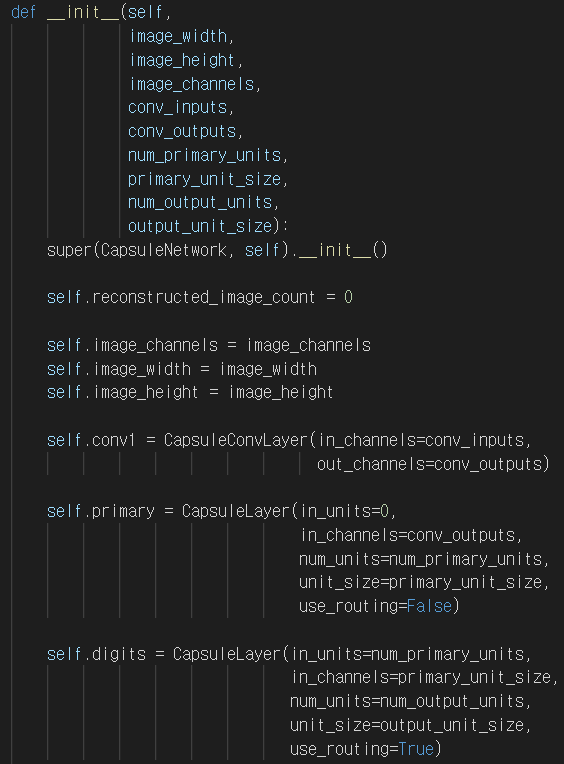 def __init__(self,
image_width,
image_height,
image_channels,
conv_inputs,
conv_outputs,
num_primary_units,
primary_unit_size,
num_output_units,
output_unit_size):
super(CapsuleNetwork, self).__init__()
self.reconstructed_image_count = 0
self.image_channels = image_channels
self.image_width = image_width
self.image_height = image_height
self.conv1 = CapsuleConvLayer(in_channels=conv_inputs,
out_channels=conv_outputs)
self.primary = CapsuleLayer(in_units=0,
in_channels=conv_outputs,
num_units=num_primary_units,
unit_size=primary_unit_size,
use_routing=False)
self.digits = CapsuleLayer(in_units=num_primary_units,
in_channels=primary_unit_size,
num_units=num_output_units,
unit_size=output_unit_size,
use_routing=True)